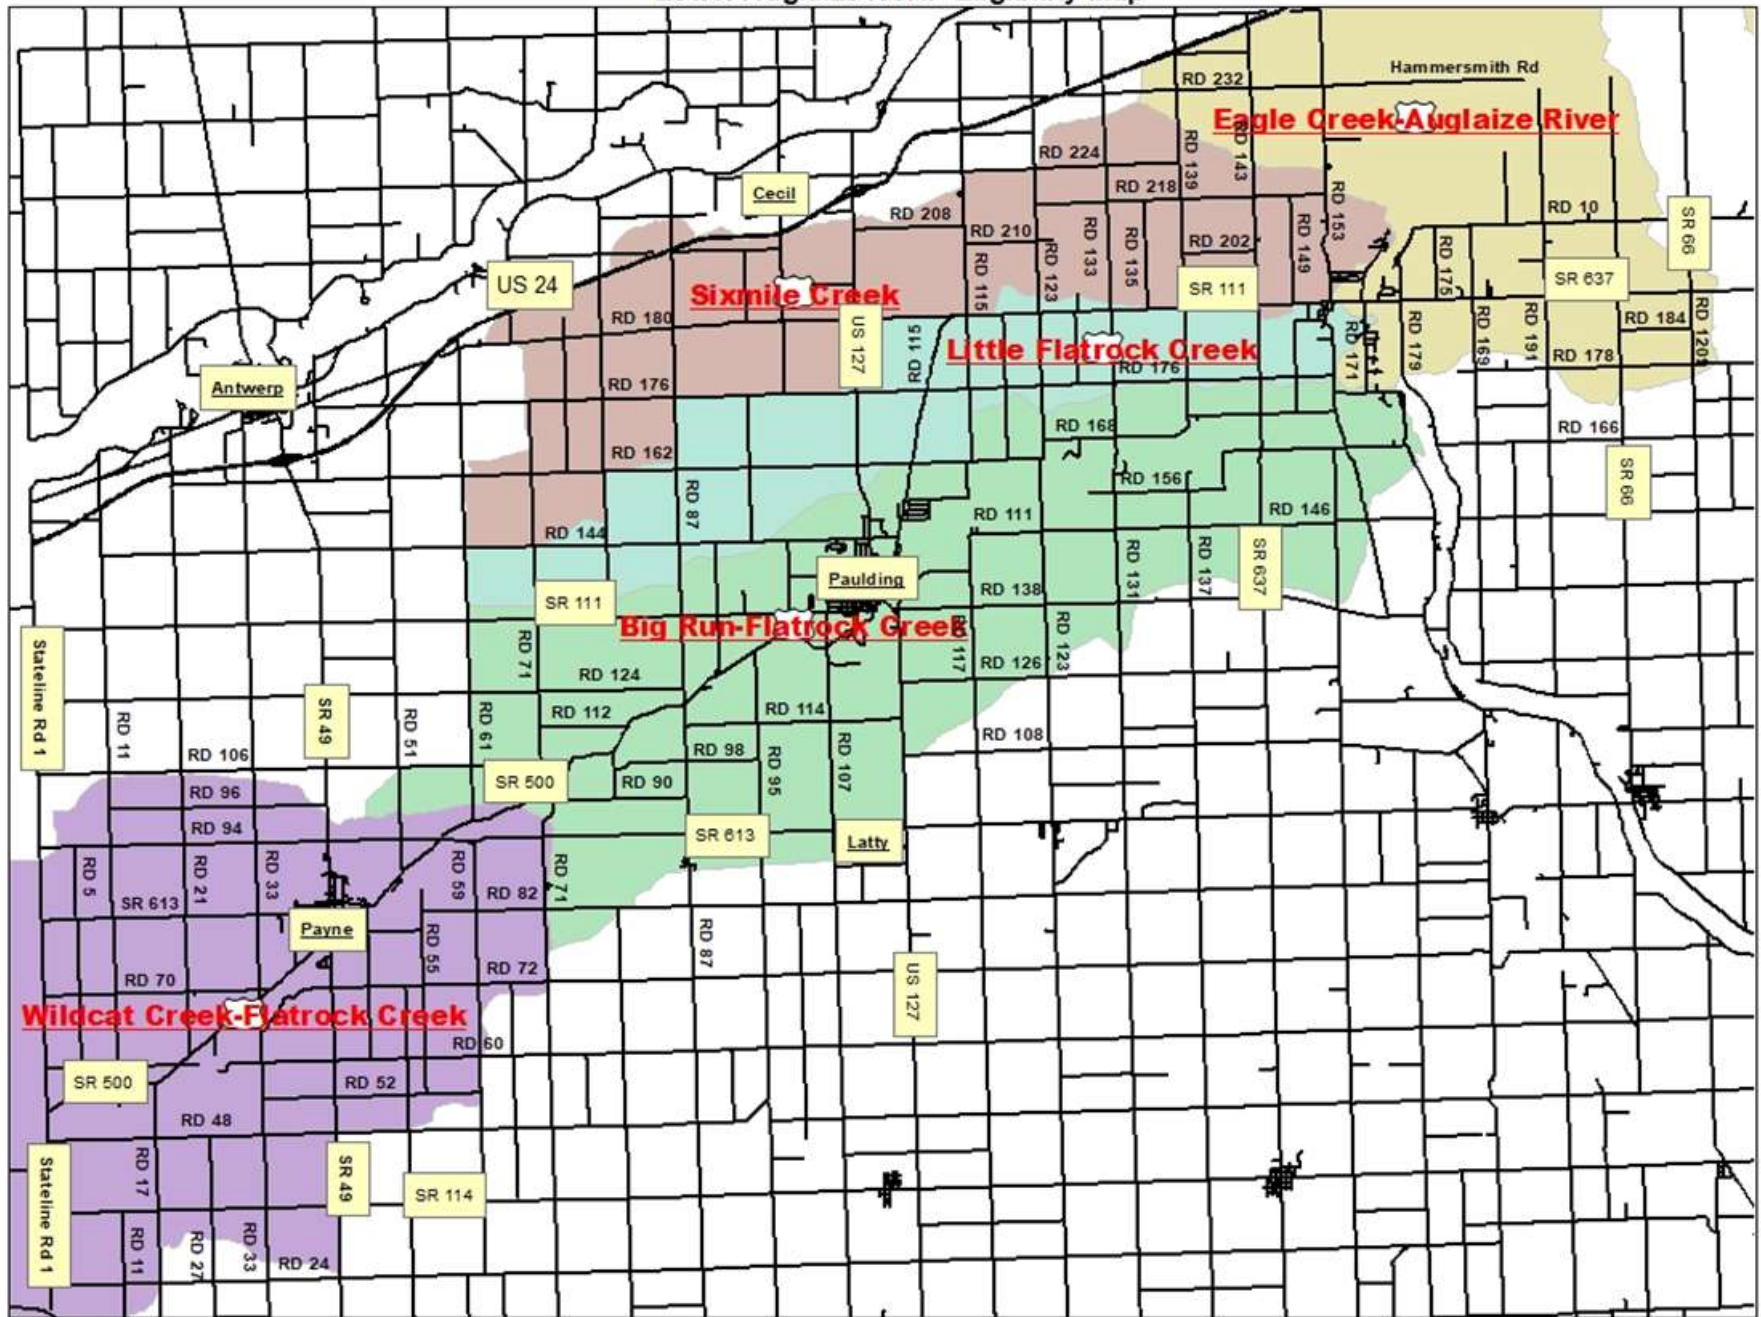 Hammersmith Rd
RD 232
Eagle Creek-Auglaize River
RD 224
RD 139
RD 143
Cecil
RD 218
RD 153
RD 10
SR 66
RD 208
RD 210
RD 133
RD 135
RD 202
RD 149
RD 175
US 24
Sixmile Creek
RD 115
RD 123
SR 111
SR 637
RD 180
US 127
RD 115
Little Flatrock Creek
RD 171
RD 179
RD 169
RD 191
RD 184
RD 1209
RD 178
Antwerp
RD 176
RD 176
RD 168
RD 166
RD 162
RD 156
SR 66
RD 87
RD 111
RD 146
RD 144
Paulding
RD 131
RD 137
SR 637
SR 111
RD 138
Big Run-Flatrock Creek
RD 117
RD 123
Stateline Rd 1
RD 71
RD 124
RD 126
RD 11
SR 49
RD 51
RD 61
RD 112
RD 114
RD 106
RD 98
RD 95
RD 107
RD 108
RD 96
SR 500
RD 90
RD 94
SR 613
Latty
RD 5
RD 21
RD 33
RD 59
RD 82
RD 71
SR 613
Payne
RD 55
RD 87
RD 70
RD 72
US 127
Wildcat Creek-Flatrock Creek
RD 60
SR 500
RD 52
RD 48
Stateline Rd 1
RD 17
SR 49
SR 114
RD 11
RD 27
RD 33
RD 24